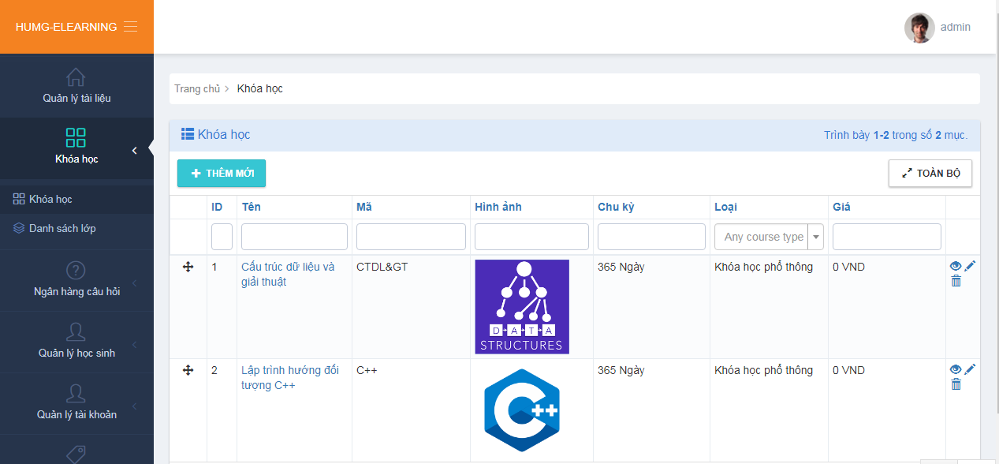 HUMG-ELEARNING
admin
Quản lý tài liệu
Khóa học
Khóa học
Danh sách lớp
Ngân hàng câu hỏi
Quản lý học sinh
Quản lý tài khoản
Trang chủ > Khóa học
Khóa học
Trình bày 1-2 trong số 2 mục.
THÊM MỚI
TOÀN BỘ
ID Tên Mã Hình ảnh Chu kỳ Loại Giá
Any course type
1 Cấu trúc dữ liệu và CTDL&GT 365 Ngày Khóa học phổ thông 0 VND
giải thuật
D A T A
STRUCTURES
2 Lập trình hướng đối C++ 365 Ngày Khóa học phổ thông 0 VND
tượng C++
C++